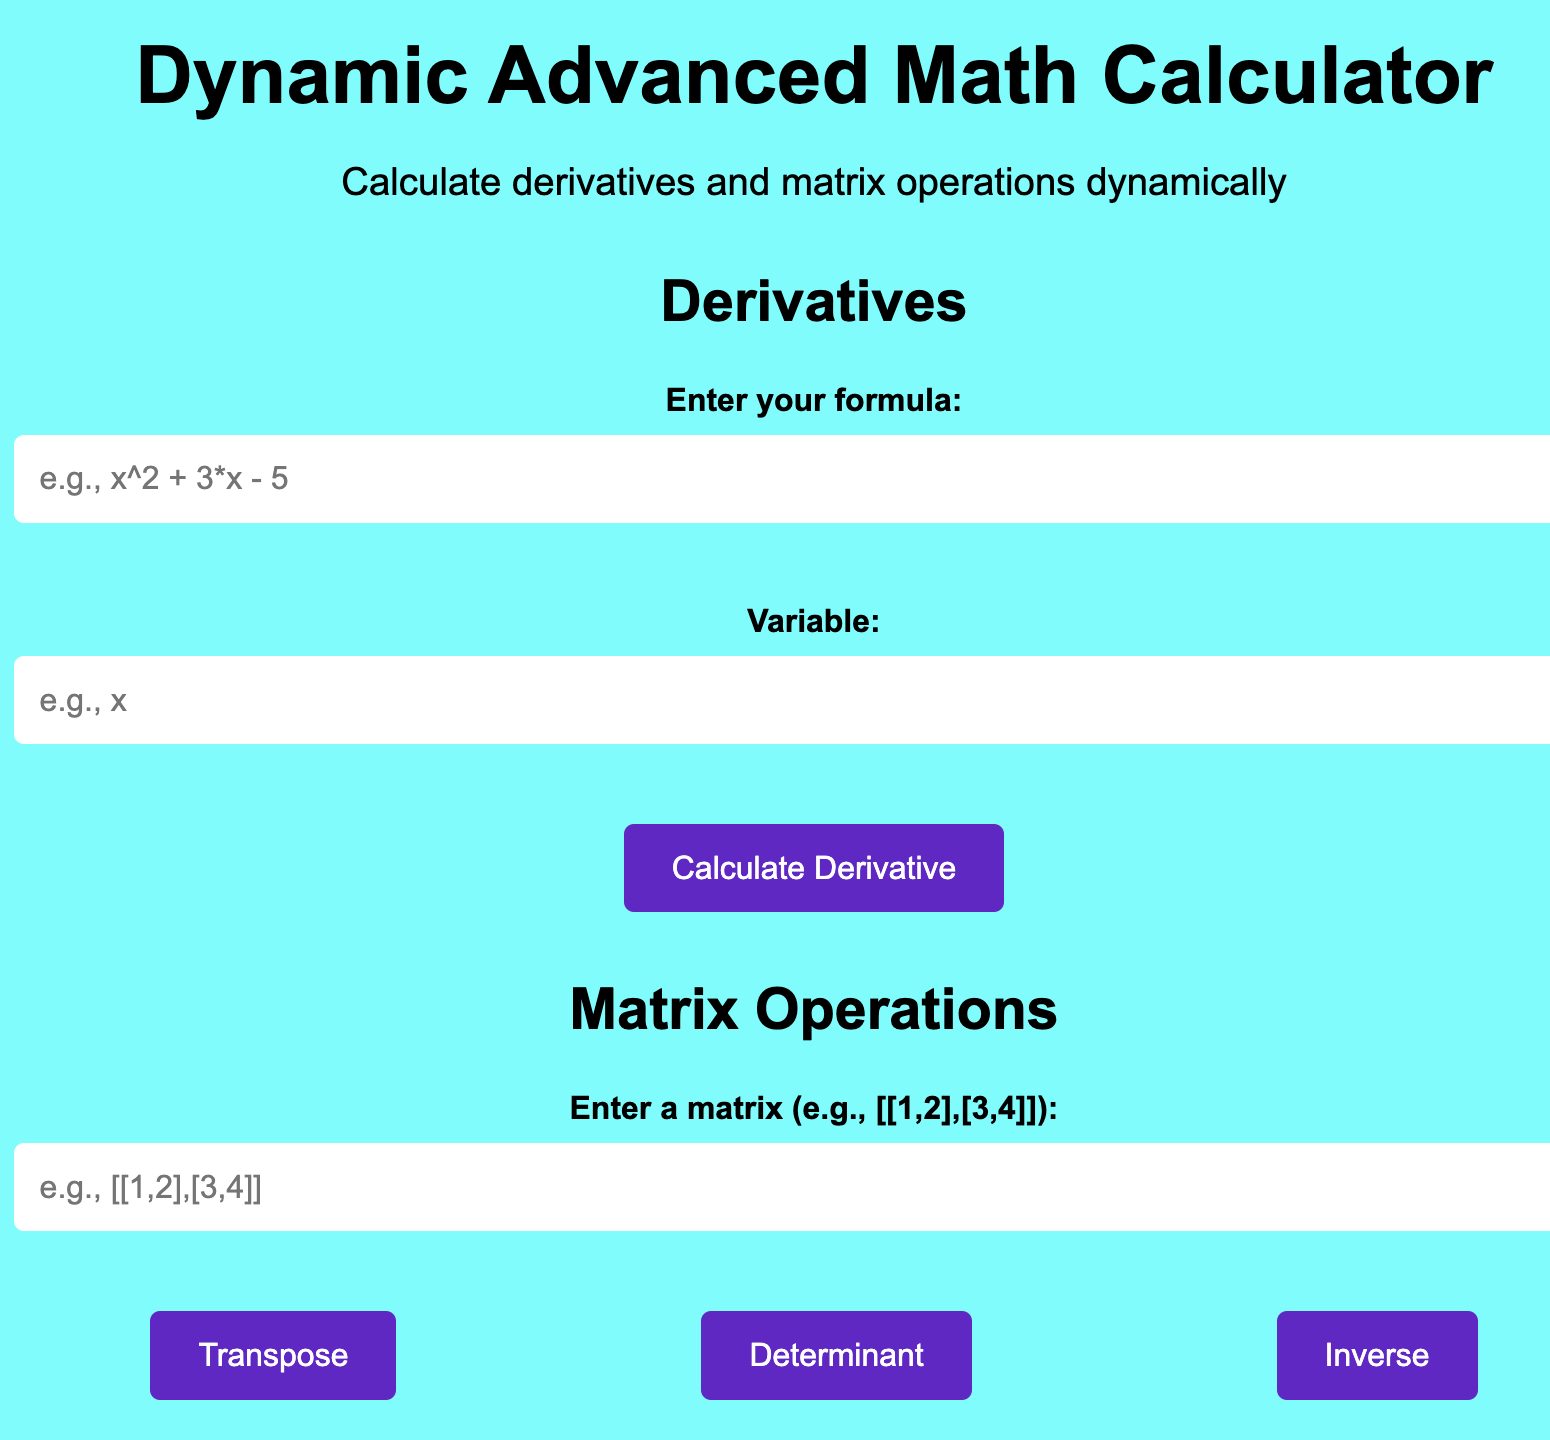 Dynamic Advanced Math Calculator
Calculate derivatives and matrix operations dynamically
Derivatives
Enter your formula:
e.g., x^2 + 3*x - 5
Variable:
e.g., x
Calculate Derivative
Matrix Operations
Enter a matrix (e.g., [[1,2],[3,4]]):
e.g., [[1,2],[3,4]]
Transpose
Determinant
Inverse